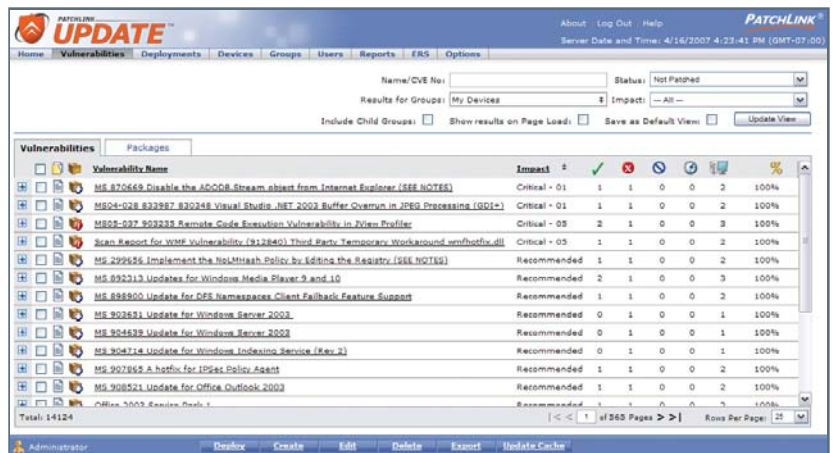 PATCHLINK
UPDATE™
About Log Out Help
PATCHLINK®
Server Date and Time: 4/16/2007 4:23:41 PM (GMT-07:00)
Home Vulnerabilities Deployments Devices Groups Users Reports ERS Options
Name/CVE No: Status: Not Patched
Results for Groups: My Devices Impact: -- All --
Include Child Groups: Show results on Page Load: Save as Default View: Update View
Vulnerabilities Packages
Vulnerability Name Impact %
MS 870669 Disable the ADODB.Stream object from Internet Explorer (SEE NOTES) Critical - 01 1 1 0 0 2 100%
MS04-028 833987 830348 Visual Studio .NET 2003 Buffer Overrun in JPEG Processing (GDI+) Critical - 01 1 1 0 0 2 100%
MS05-037 903235 Remote Code Execution Vulnerability in JView Profiler Critical - 05 2 1 0 0 3 100%
Scan Report for WMF Vulnerability (912840) Third Party Temporary Workaround wmfhotfix.dll Critical - 05 1 1 0 0 2 100%
MS 299656 Implement the NoLMHash Policy by Editing the Registry (SEE NOTES) Recommended 1 1 0 0 2 100%
MS 892313 Updates for Windows Media Player 9 and 10 Recommended 2 1 0 0 3 100%
MS 898900 Update for DFS Namespaces Client Failback Feature Support Recommended 1 1 0 0 2 100%
MS 903651 Update for Windows Server 2003 Recommended 0 1 0 0 1 100%
MS 904639 Update for Windows Server 2003 Recommended 0 1 0 0 1 100%
MS 904714 Update for Windows Indexing Service (Rev 2) Recommended 0 1 0 0 1 100%
MS 907865 A hotfix for IPSec Policy Agent Recommended 1 1 0 0 2 100%
MS 908521 Update for Office Outlook 2003 Recommended 1 1 0 0 2 100%
Office 2003 Service Pack 1 Recommended 1 1 0 0 2 100%
Total: 14124 |< < 1 of 565 Pages > >| Rows Per Page: 25
Administrator Deploy Create Edit Delete Export Update Cache